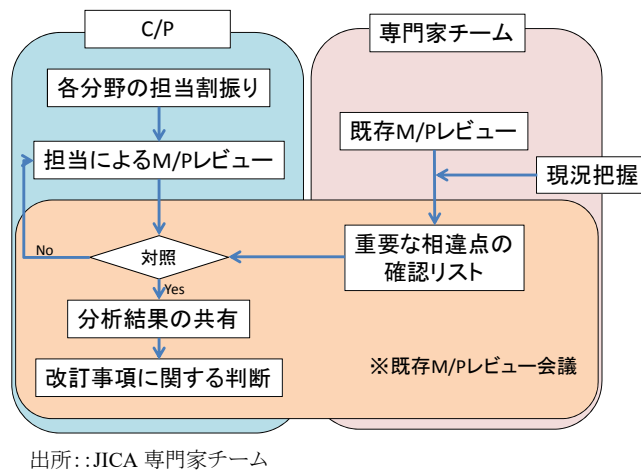 C/P
専門家チーム
各分野の担当割振り
既存M/Pレビュー
担当によるM/Pレビュー
現況把握
No
対照
重要な相違点の
確認リスト
Yes
分析結果の共有
改訂事項に関する判断
※既存M/Pレビュー会議
出所::JICA 専門家チーム